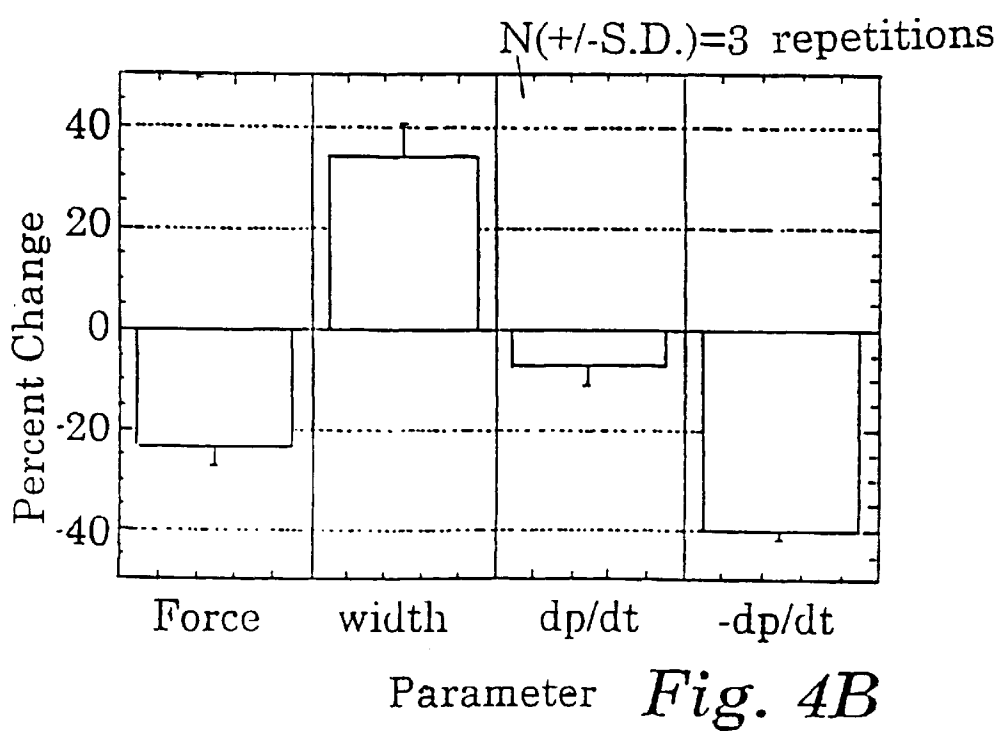 N(+/-S.D.)=3 repetitions
40
20
0
-20
-40
Percent Change
Force width dp/dt -dp/dt
Parameter Fig. 4B